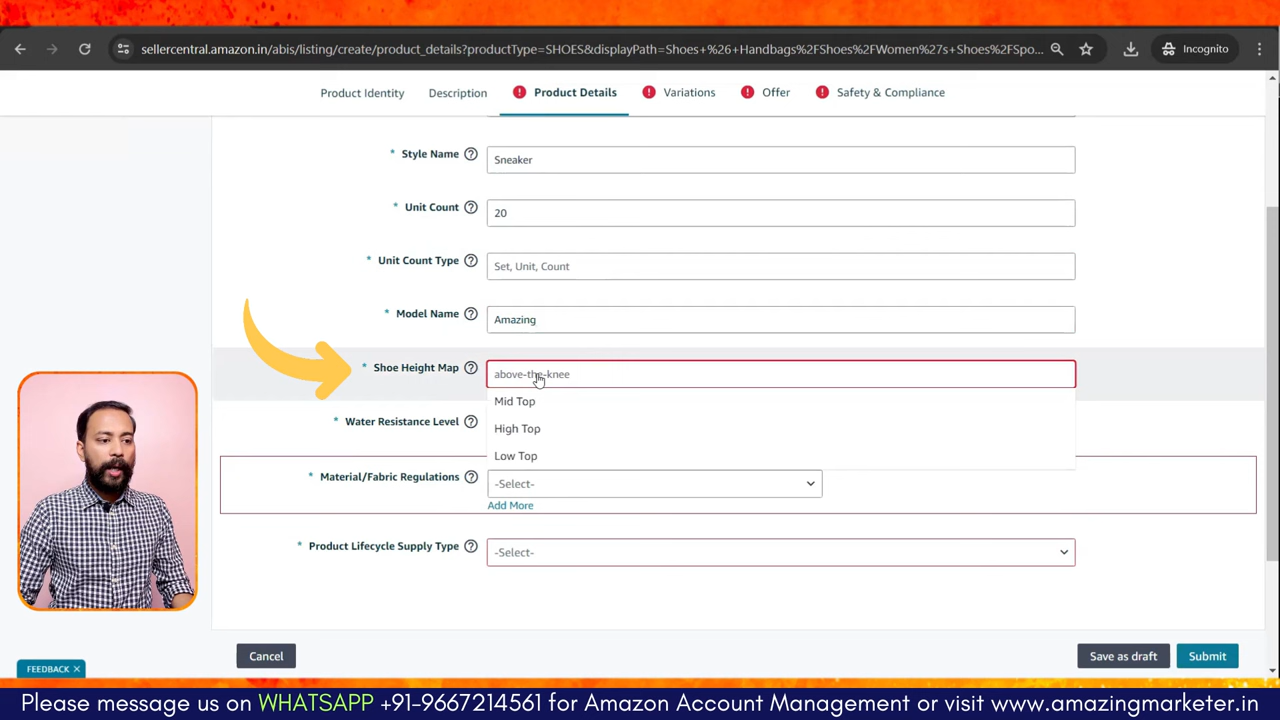 sellercentral.amazon.in/abis/listing/create/product_details?productType=SHOES&displayPath=Shoes+%26+Handbags%2FShoes%2FWomen%27s+Shoes%2FSpo...
Incognito
Product Identity
Description
Product Details
Variations
Offer
Safety & Compliance
* Style Name
Sneaker
* Unit Count
20
* Unit Count Type
Set, Unit, Count
* Model Name
Amazing
* Shoe Height Map
above-the-knee
Mid Top
High Top
Low Top
* Water Resistance Level
* Material/Fabric Regulations
-Select-
Add More
* Product Lifecycle Supply Type
-Select-
Cancel
Save as draft
Submit
FEEDBACK
Please message us on WHATSAPP +91-9667214561 for Amazon Account Management or visit www.amazingmarketer.in